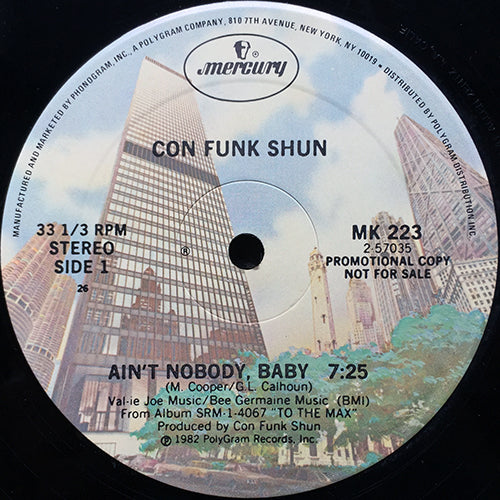 MANUFACTURED AND MARKETED BY PHONOGRAM, INC., A POLYGRAM COMPANY, 810 7TH AVENUE, NEW YORK, NEW YORK 10019 • DISTRIBUTED BY POLYGRAM DISTRIBUTION, INC.
mercury ®
CON FUNK SHUN
33 1/3 RPM
STEREO
SIDE 1
26
®
MK 223
2-57035
PROMOTIONAL COPY
NOT FOR SALE
AIN'T NOBODY, BABY 7:25
(M. Cooper/G.L. Calhoun)
Val-ie Joe Music/Bee Germaine Music (BMI)
From Album SRM-1-4067 "TO THE MAX"
Produced by Con Funk Shun
℗ 1982 PolyGram Records, Inc.